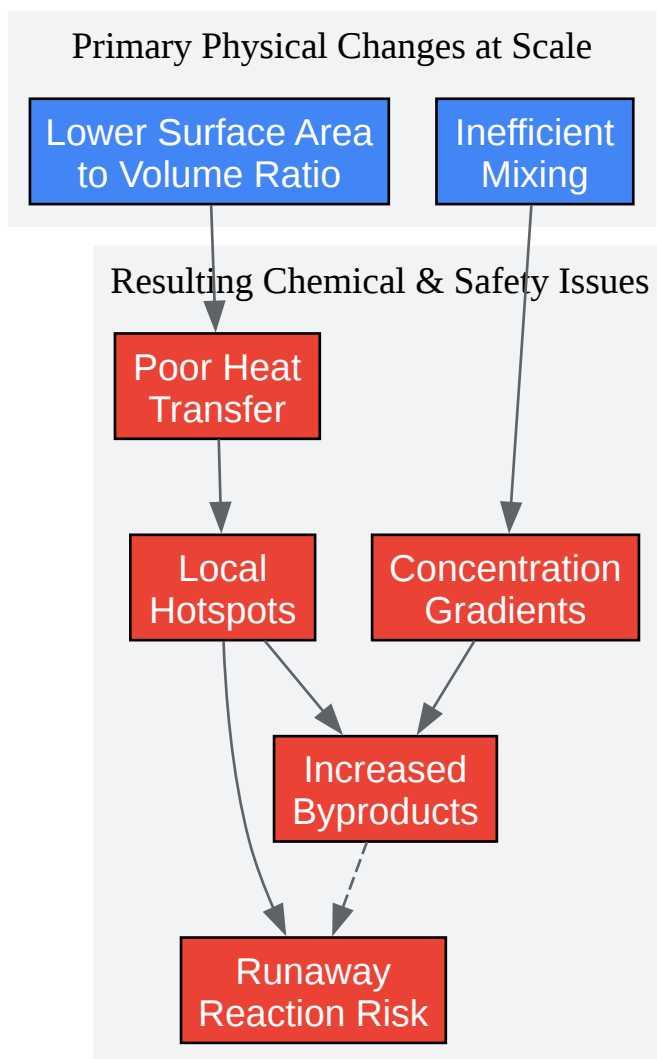 Primary Physical Changes at Scale
Lower Surface Area
to Volume Ratio
Inefficient
Mixing
Resulting Chemical & Safety Issues
Poor Heat
Transfer
Local
Hotspots
Concentration
Gradients
Increased
Byproducts
Runaway
Reaction Risk